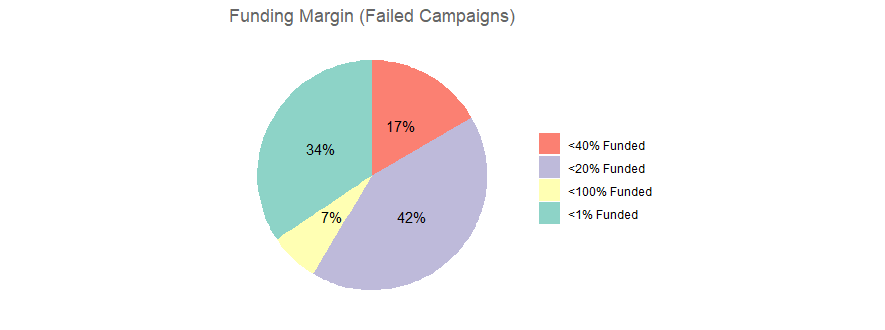 Funding Margin (Failed Campaigns)
17%
34%
7%
42%
<40% Funded
<20% Funded
<100% Funded
<1% Funded